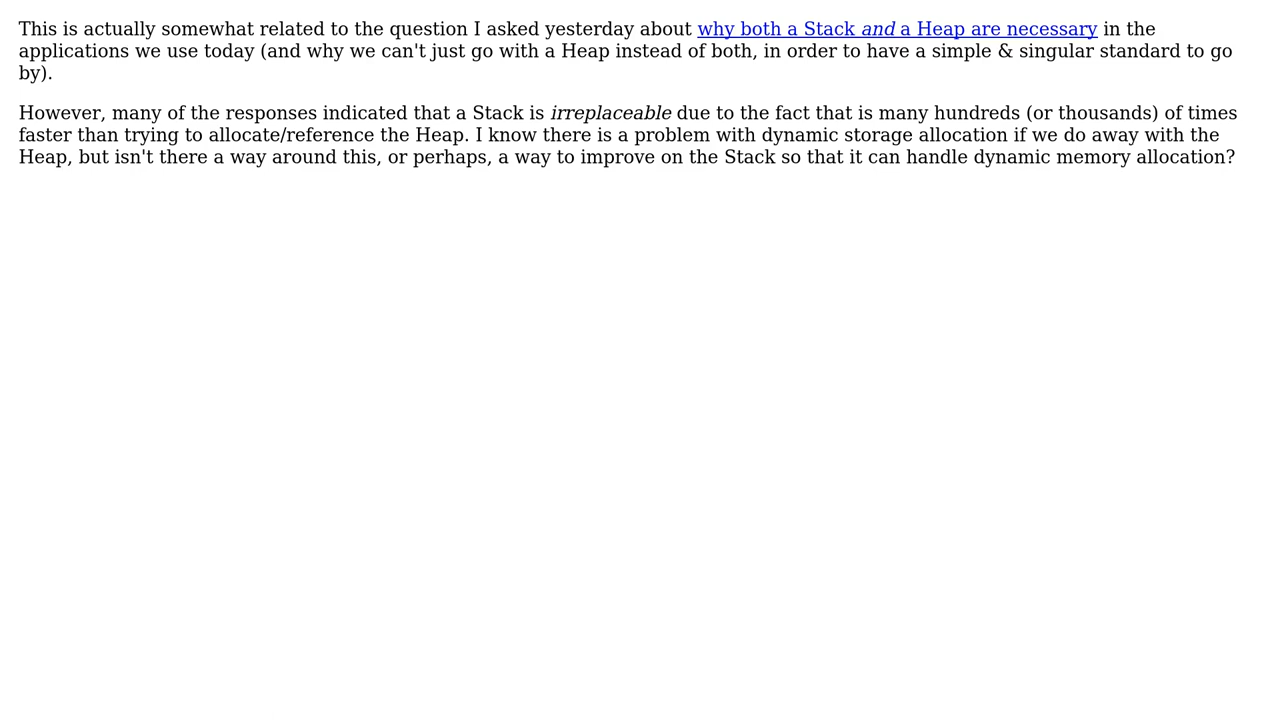 This is actually somewhat related to the question I asked yesterday about why both a Stack and a Heap are necessary in the
applications we use today (and why we can't just go with a Heap instead of both, in order to have a simple & singular standard to go
by).
However, many of the responses indicated that a Stack is irreplaceable due to the fact that is many hundreds (or thousands) of times
faster than trying to allocate/reference the Heap. I know there is a problem with dynamic storage allocation if we do away with the
Heap, but isn't there a way around this, or perhaps, a way to improve on the Stack so that it can handle dynamic memory allocation?